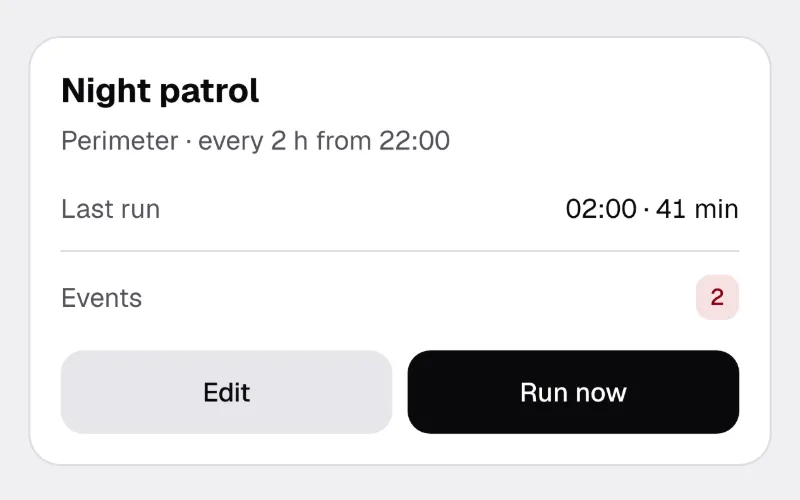 Night patrol
Perimeter · every 2 h from 22:00
Last run 02:00 · 41 min
Events 2
Edit Run now